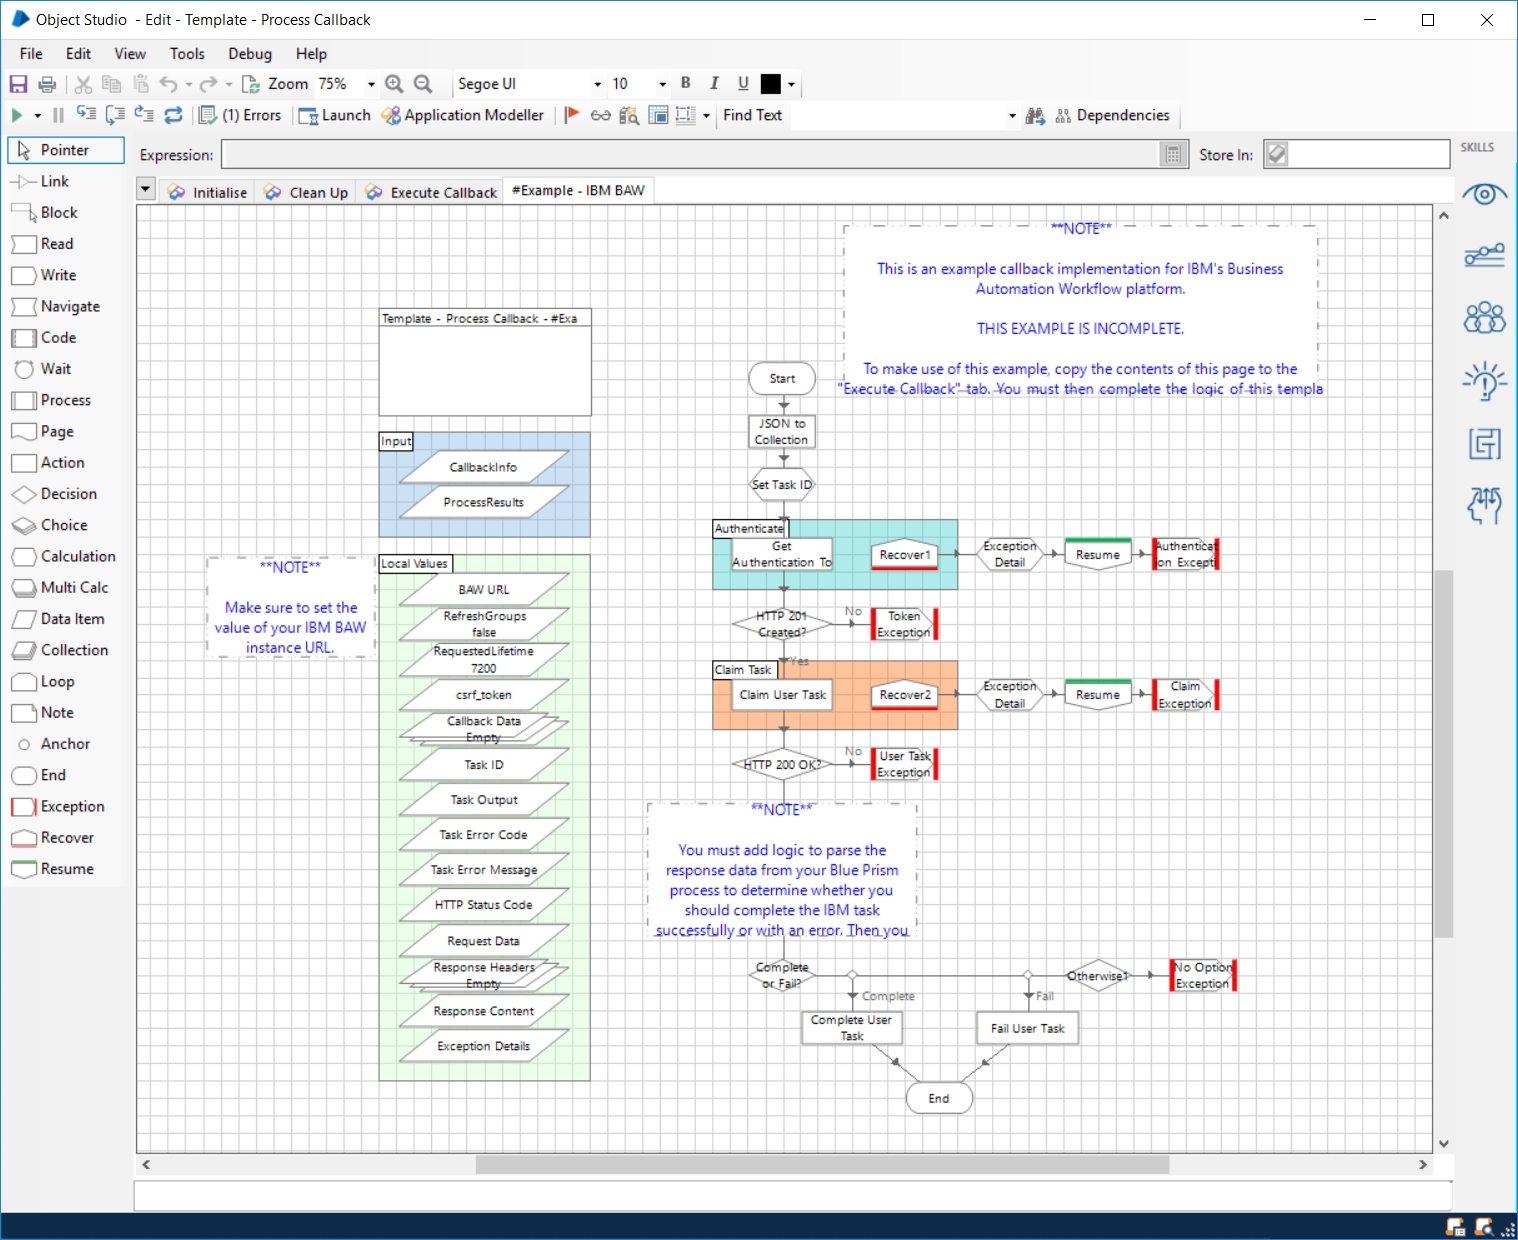 Object Studio  - Edit - Template - Process Callback
File Edit View Tools Debug Help
Zoom 75% Segoe UI 10 B I U
(1) Errors Launch Application Modeller Find Text Dependencies
Pointer
Link
Block
Read
Write
Navigate
Code
Wait
Process
Page
Action
Decision
Choice
Calculation
Multi Calc
Data Item
Collection
Loop
Note
Anchor
End
Exception
Recover
Resume
Expression: Store In:
SKILLS
Initialise Clean Up Execute Callback #Example - IBM BAW
**NOTE**
This is an example callback implementation for IBM's Business
Automation Workflow platform.
THIS EXAMPLE IS INCOMPLETE.
To make use of this example, copy the contents of this page to the
"Execute Callback" tab. You must then complete the logic of this templa
Template - Process Callback - #Exa
Input
CallbackInfo
ProcessResults
**NOTE**
Make sure to set the
value of your IBM BAW
instance URL.
Local Values
BAW URL
RefreshGroups
false
RequestedLifetime
7200
csrf_token
Callback Data
Empty
Task ID
Task Output
Task Error Code
Task Error Message
HTTP Status Code
Request Data
Response Headers
Empty
Response Content
Exception Details
Start
JSON to
Collection
Set Task ID
Authenticate
Get
Authentication To
Recover1
Exception
Detail
Resume
Authenticat
on Excepti
HTTP 201
Created?
No
Token
Exception
Yes
Claim Task
Claim User Task
Recover2
Exception
Detail
Resume
Claim
Exception
HTTP 200 OK?
No
User Task
Exception
**NOTE**
You must add logic to parse the
response data from your Blue Prism
process to determine whether you
should complete the IBM task
successfully or with an error. Then you
Complete
or Fail?
Otherwise1
No Option
Exception
Complete
Fail
Complete User
Task
Fail User Task
End